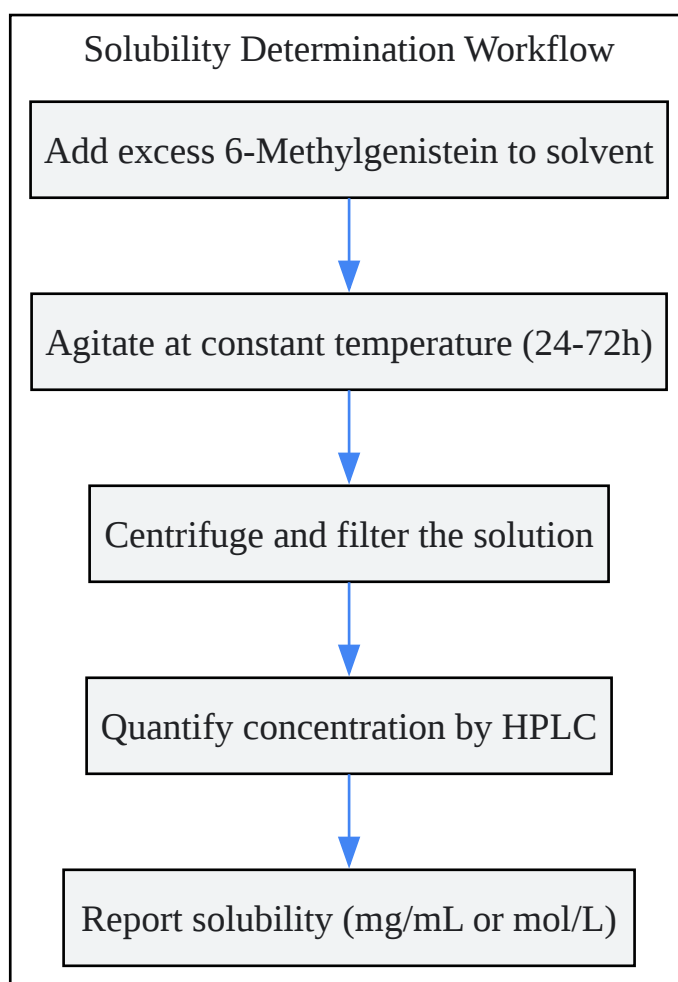 Solubility Determination Workflow
Add excess 6-Methylgenistein to solvent
Agitate at constant temperature (24-72h)
Centrifuge and filter the solution
Quantify concentration by HPLC
Report solubility (mg/mL or mol/L)